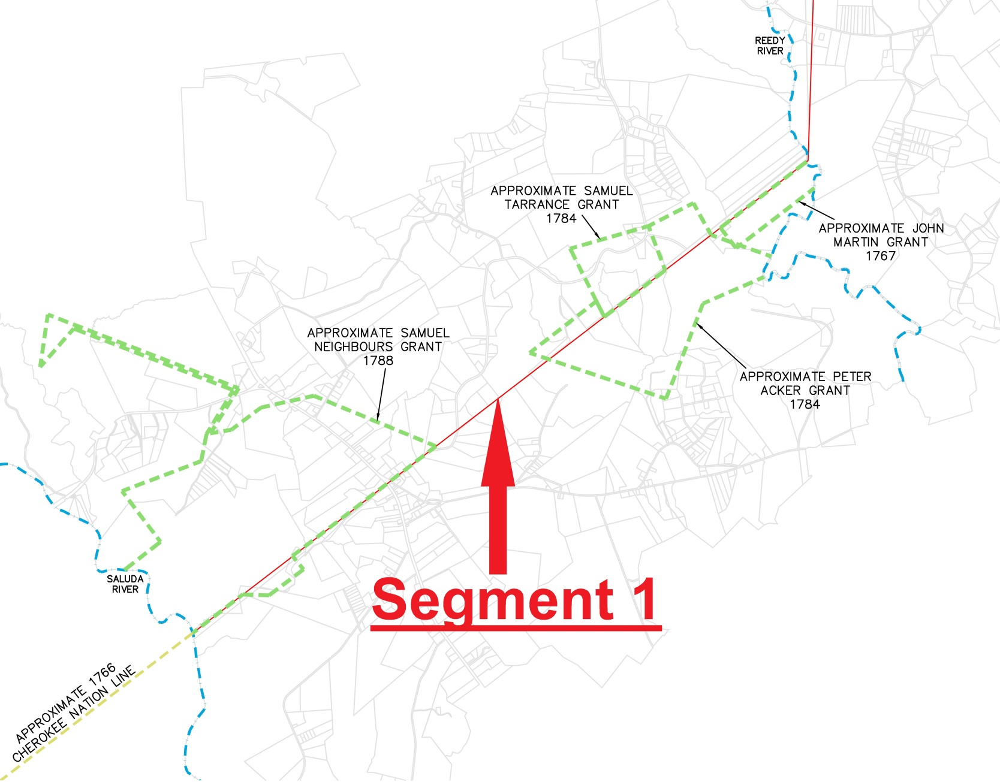 REEDY
RIVER
APPROXIMATE SAMUEL
TARRANCE GRANT
1784
APPROXIMATE JOHN
MARTIN GRANT
1767
APPROXIMATE SAMUEL
NEIGHBOURS GRANT
1788
APPROXIMATE PETER
ACKER GRANT
1784
SALUDA
RIVER
Segment 1
APPROXIMATE 1766
CHEROKEE NATION LINE